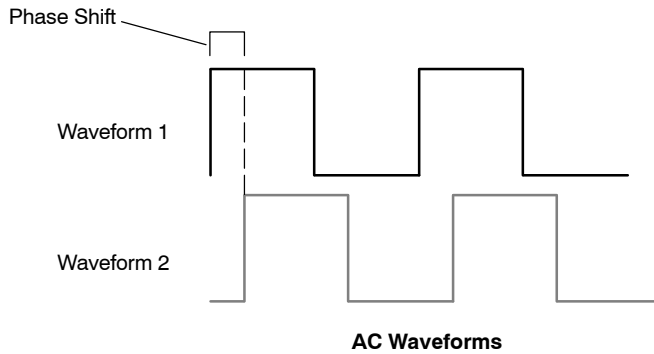 Phase Shift
Waveform 1
Waveform 2
AC Waveforms